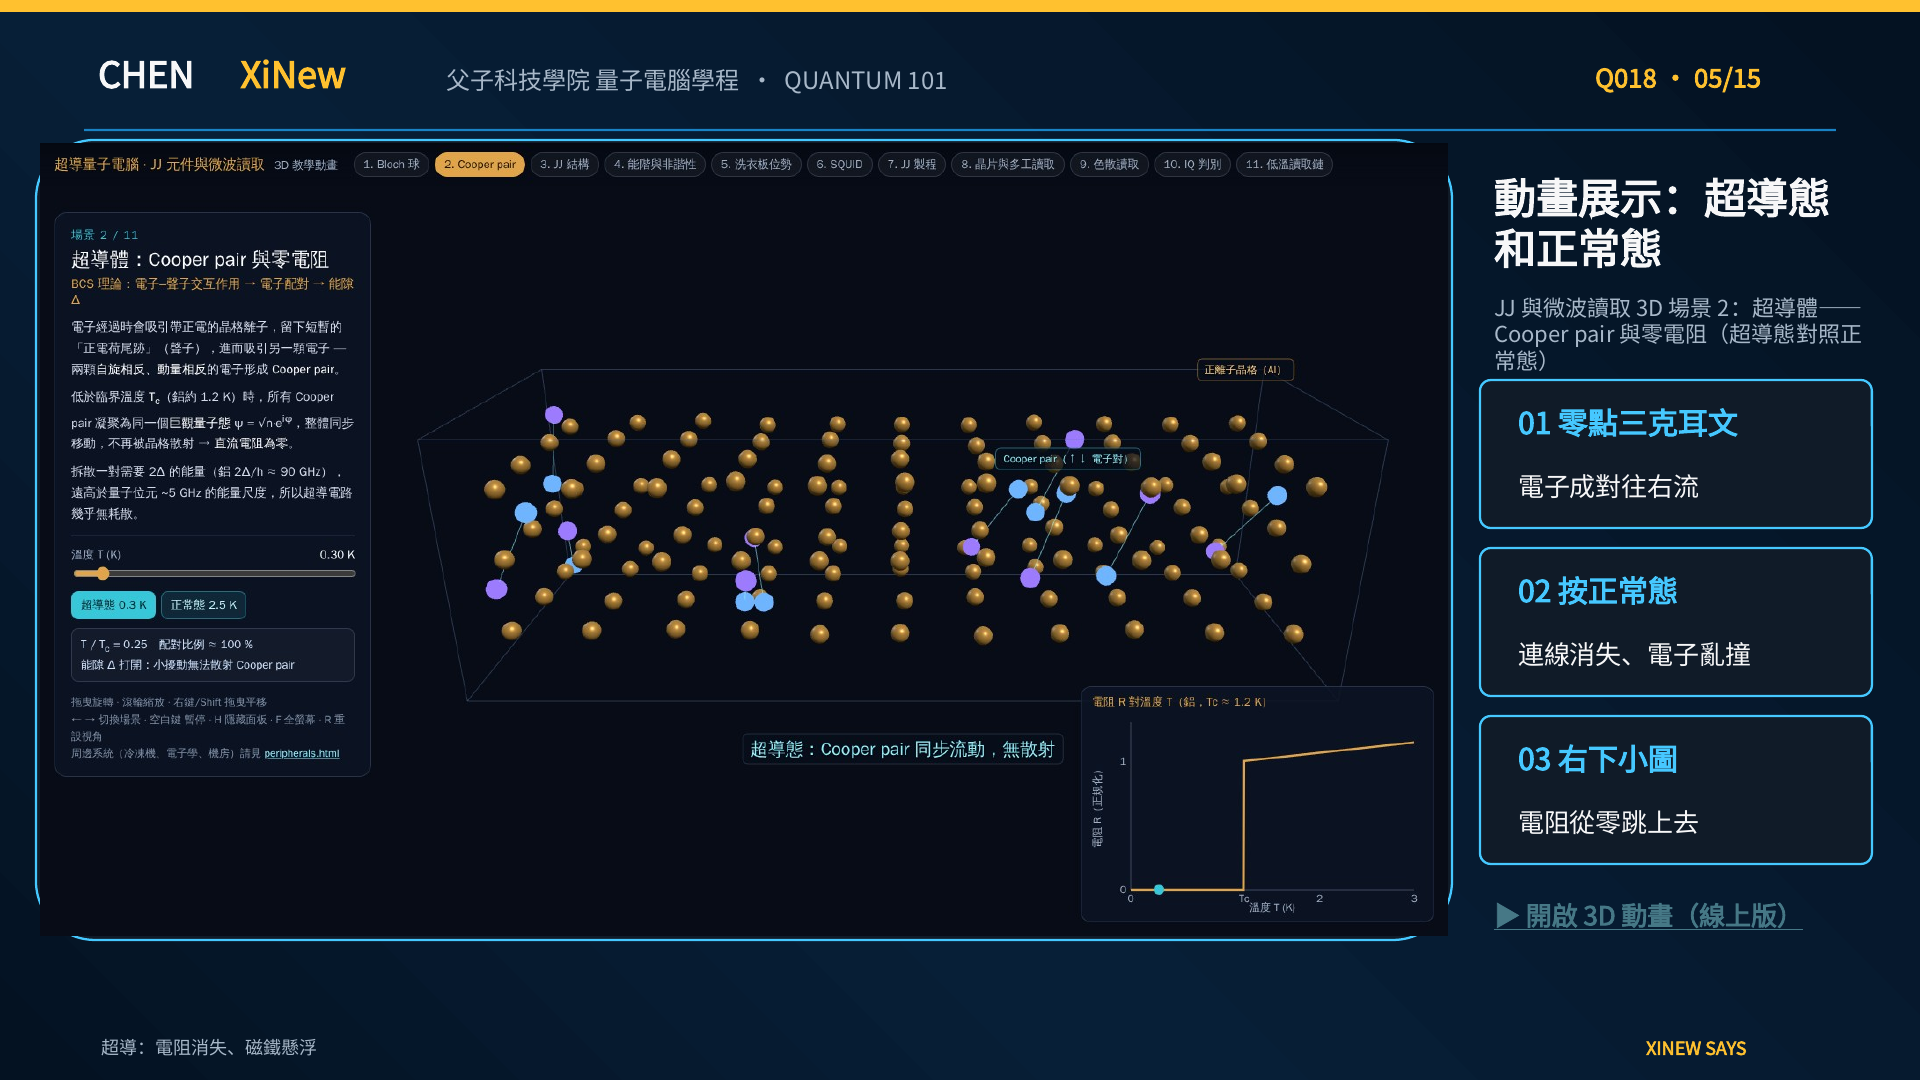 CHEN XiNew 父子科技學院 量子電腦學程 • QUANTUM 101 Q018 • 05/15
超導量子電腦 · JJ 元件與微波讀取 3D 教學動畫 1. Bloch 球 2. Cooper pair 3. JJ 結構 4. 能階與非諧性 5. 洗衣板位勢 6. SQUID 7. JJ 製程 8. 晶片與多工讀取 9. 色散讀取 10. IQ 判別 11. 低溫讀取鏈
場景 2 / 11
超導體：Cooper pair 與零電阻
BCS 理論：電子–聲子交互作用 → 電子配對 → 能隙
Δ
電子經過時會吸引帶正電的晶格離子，留下短暫的
「正電荷尾跡」（聲子），進而吸引另一顆電子 —
兩顆自旋相反、動量相反的電子形成 Cooper pair。
低於臨界溫度 Tc（鋁約 1.2 K）時，所有 Cooper
pair 凝聚為同一個巨觀量子態 ψ = √n·e^iφ，整體同步
移動，不再被晶格散射 → 直流電阻為零。
拆散一對需要 2Δ 的能量（鋁 2Δ/h ≈ 90 GHz），
遠高於量子位元 ~5 GHz 的能量尺度，所以超導電路
幾乎無耗散。
溫度 T (K) 0.30 K
超導態 0.3 K 正常態 2.5 K
T / Tc = 0.25 配對比例 ≈ 100 %
能隙 Δ 打開：小擾動無法散射 Cooper pair
拖曳旋轉 · 滾輪縮放 · 右鍵/Shift 拖曳平移
← → 切換場景 · 空白鍵 暫停 · H 隱藏面板 · F 全螢幕 · R 重
設視角
周邊系統（冷凍機、電子學、機房）請見 peripherals.html
正離子晶格（Al）
Cooper pair（↑↓ 電子對）
超導態：Cooper pair 同步流動，無散射
電阻 R 對溫度 T（鋁，Tc ≈ 1.2 K）
電阻 R（正規化）
1
0
0 Tc 2 3
溫度 T (K)
動畫展示：超導態
和正常態
JJ 與微波讀取 3D 場景 2：超導體——
Cooper pair 與零電阻（超導態對照正
常態）
01 零點三克耳文
電子成對往右流
02 按正常態
連線消失、電子亂撞
03 右下小圖
電阻從零跳上去
▶ 開啟 3D 動畫（線上版）
超導：電阻消失、磁鐵懸浮
XINEW SAYS